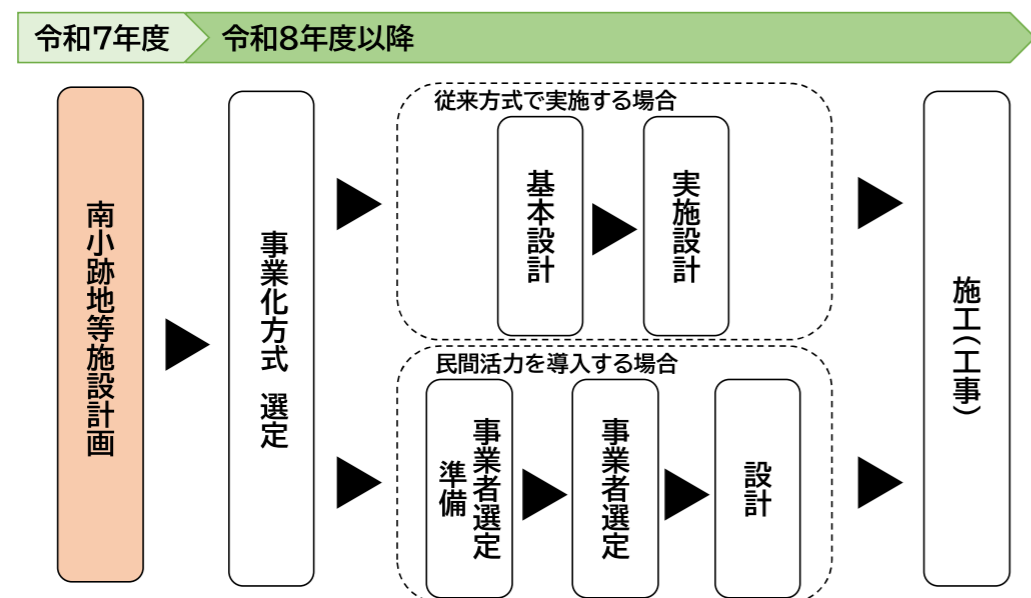 令和7年度
令和8年度以降
南小跡地等施設計画
事業化方式 選定
従来方式で実施する場合
基本設計
実施設計
民間活力を導入する場合
事業者選定
準備
事業者選定
設計
施工(工事)